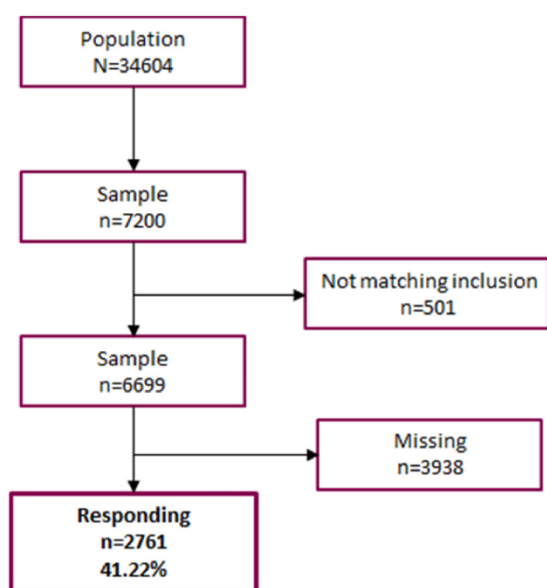 Population
N=34604
Sample
n=7200
Not matching inclusion
n=501
Sample
n=6699
Missing
n=3938
Responding
n=2761
41.22%